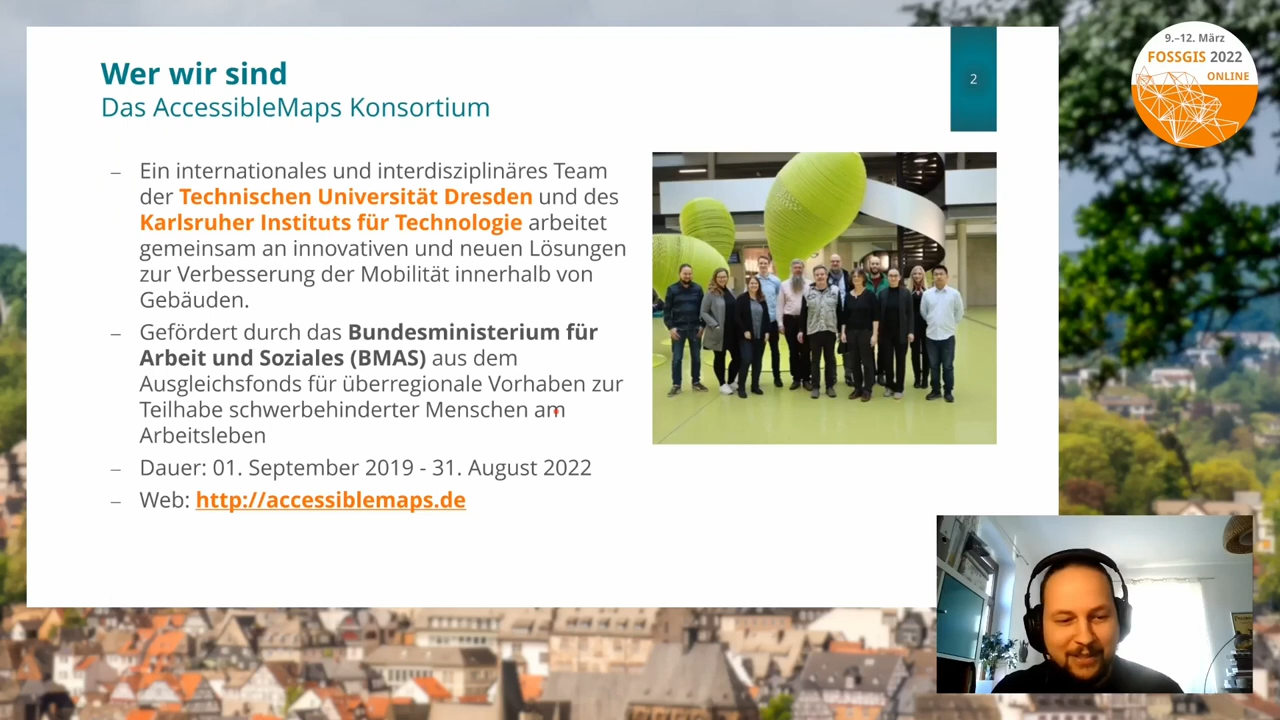 Wer wir sind
Das AccessibleMaps Konsortium
2
9.–12. März
FOSSGIS 2022
ONLINE
– Ein internationales und interdisziplinäres Team
der Technischen Universität Dresden und des
Karlsruher Instituts für Technologie arbeitet
gemeinsam an innovativen und neuen Lösungen
zur Verbesserung der Mobilität innerhalb von
Gebäuden.
– Gefördert durch das Bundesministerium für
Arbeit und Soziales (BMAS) aus dem
Ausgleichsfonds für überregionale Vorhaben zur
Teilhabe schwerbehinderter Menschen am
Arbeitsleben
– Dauer: 01. September 2019 - 31. August 2022
– Web: http://accessiblemaps.de